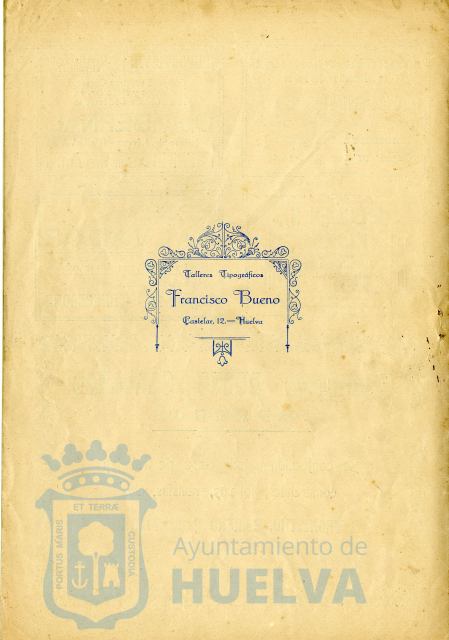 Talleres Tipográficos
Francisco Bueno
Castelar, 12.—Huelva
ET TERRÆ
PORTUS MARIS
CUSTODIA
Ayuntamiento de
HUELVA